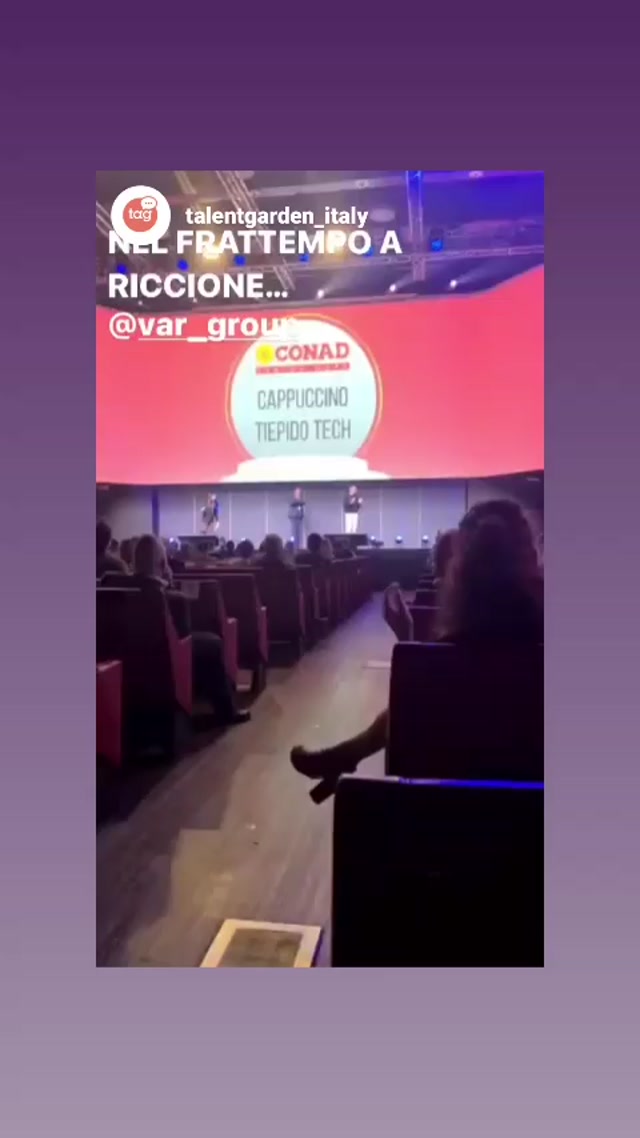 tag
talentgarden_italy
NEL FRATTEMPO A
RICCIONE...
@var_group
CONAD
CAPPUCCINO
TIEPIDO TECH